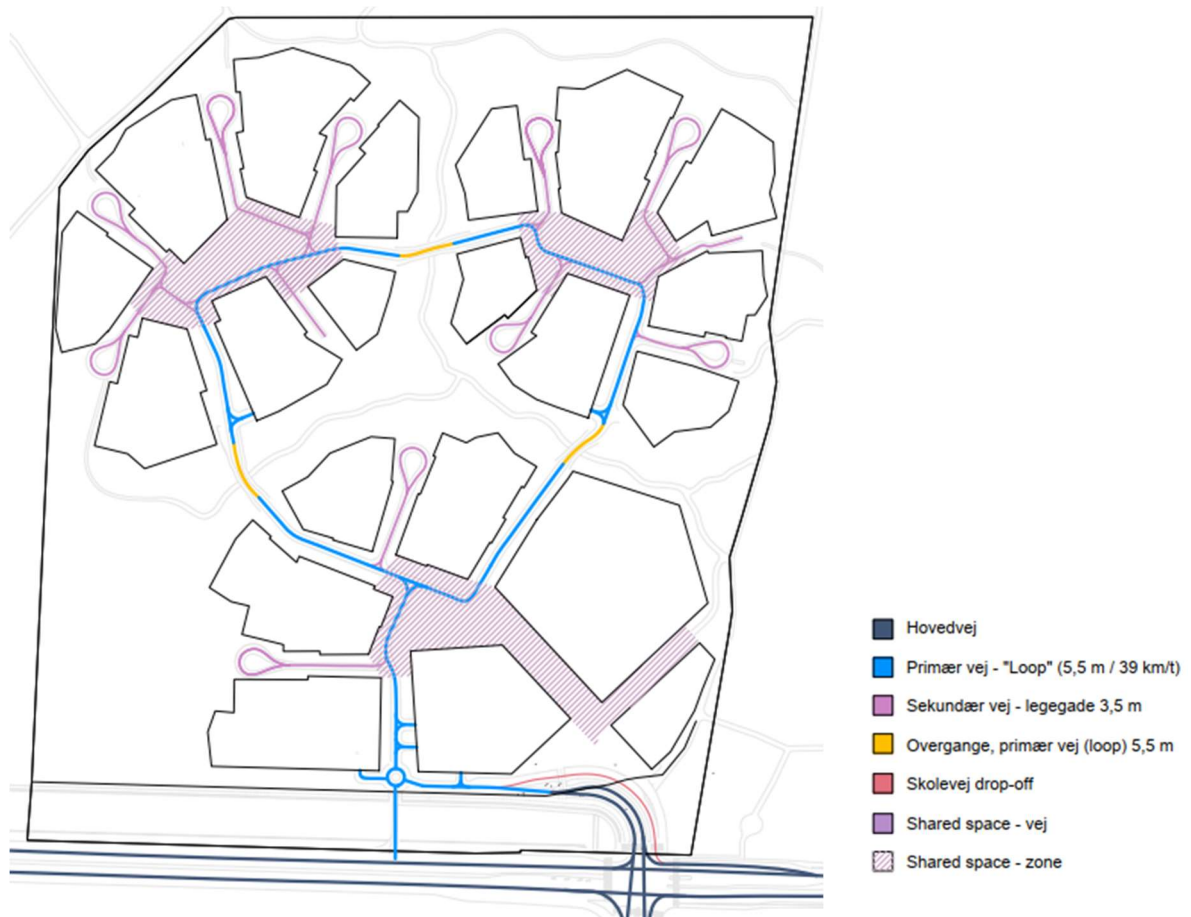 Hovedvej
Primær vej - "Loop" (5,5 m / 39 km/t)
Sekundær vej - legegade 3,5 m
Overgange, primær vej (loop) 5,5 m
Skolevej drop-off
Shared space - vej
Shared space - zone